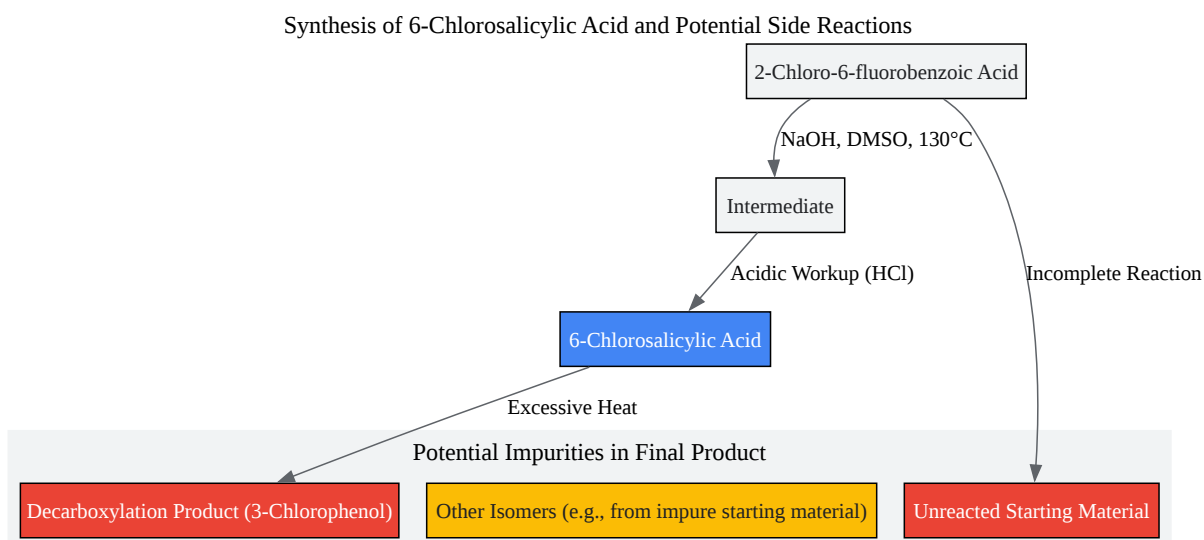 Synthesis of 6-Chlorosalicylic Acid and Potential Side Reactions
2-Chloro-6-fluorobenzoic Acid
NaOH, DMSO, 130°C
Intermediate
Acidic Workup (HCl)
Incomplete Reaction
6-Chlorosalicylic Acid
Excessive Heat
Potential Impurities in Final Product
Decarboxylation Product (3-Chlorophenol)
Other Isomers (e.g., from impure starting material)
Unreacted Starting Material